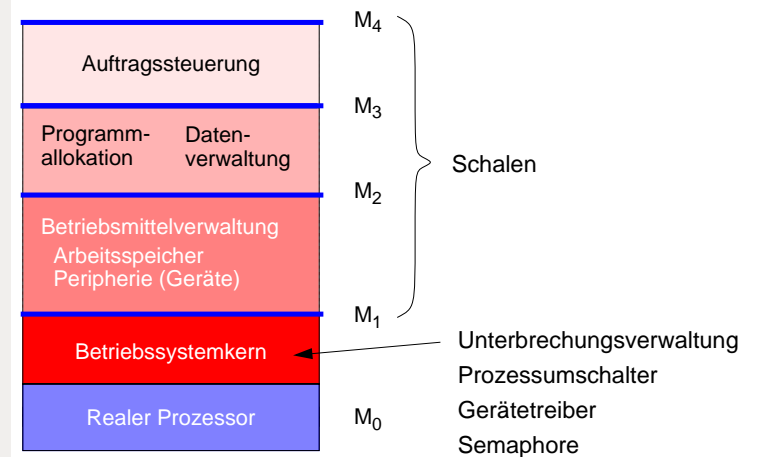 M4
Auftragssteuerung
M3
Programm-
allokation
Daten-
verwaltung
Schalen
M2
Betriebsmittelverwaltung
Arbeitsspeicher
Peripherie (Geräte)
M1
Betriebssystemkern
Unterbrechungsverwaltung
Prozessumschalter
Gerätetreiber
Semaphore
Realer Prozessor
M0